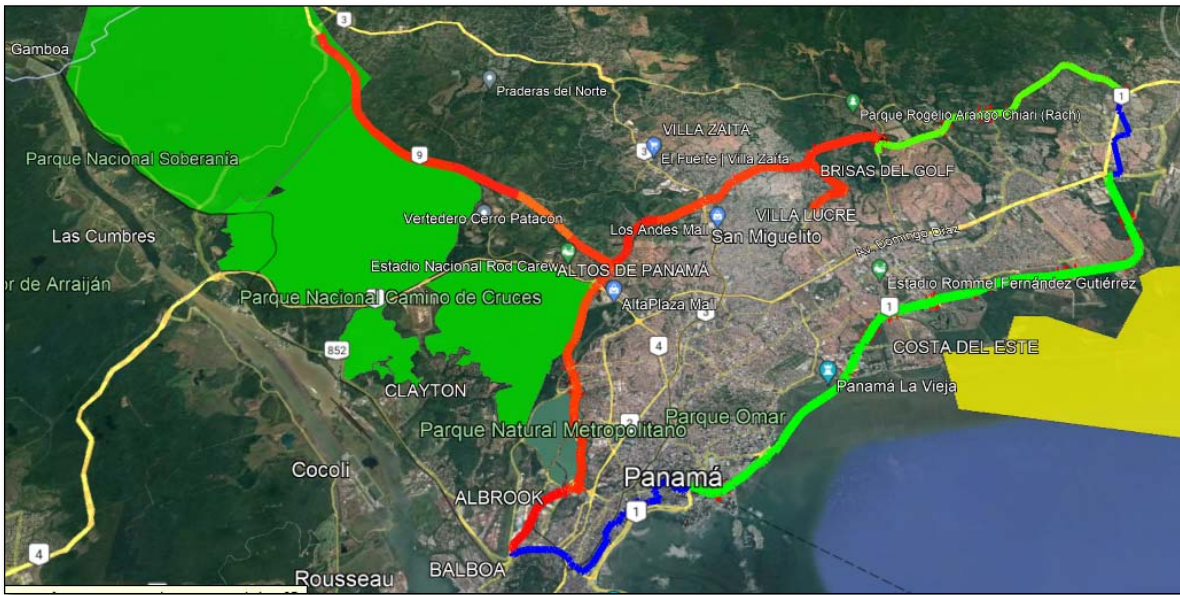 3
Gamboa
Praderas del Norte
1
Parque Rogelio Arango Chiari (Rach)
VILLA ZAITA
3
El Fuerte | Villa Zaita
9
Parque Nacional Soberanía
BRISAS DEL GOLF
Vertedero Cerro Patacón
VILLA LUCRE
Los Andes Mall
San Miguelito
Las Cumbres
Av. Domingo Díaz
Estadio Nacional Rod Carew
ALTOS DE PANAMÁ
or de Arraiján
Estadio Rommel Fernández Gutiérrez
Parque Nacional Camino de Cruces
AltaPlaza Mall
1
3
4
852
COSTA DEL ESTE
CLAYTON
Panamá La Vieja
Parque Omar
Parque Natural Metropolitano
Cocoli
Panamá
ALBROOK
1
4
BALBOA
Rousseau